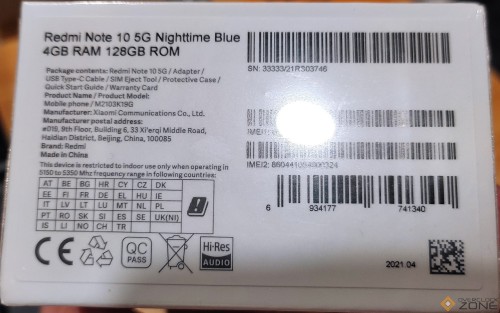 Redmi Note 10 5G Nighttime Blue
4GB RAM 128GB ROM
Package contents: Redmi Note 10 5G / Adapter /
USB Type-C Cable / SIM Eject Tool / Protective Case /
Quick Start Guide / Warranty Card
Product Name / Product Model:
Mobile phone / M2103K19G
Manufacturer: Xiaomi Communications Co., Ltd.
Manufacturer postal address:
#019, 9th Floor, Building 6, 33 Xi'erqi Middle Road,
Haidian District, Beijing, China, 100085
Brand: Redmi
Made in China
This device is restricted to indoor use only when operating in
5150 to 5350 Mhz frequency range in following countries:
AT BE BG HR CY CZ DK
EE FI FR DE EL HU IE
IT LV LT LU MT NL PL
PT RO SK SI ES SE UK(NI)
IS LI NO CH TR
CE
QC
PASS
Hi-Res
AUDIO
SN: 33333/21RS03746
IMEI1:
IMEI2:
6 934177 741340
2021.04
OVERCLOCK
ZONE